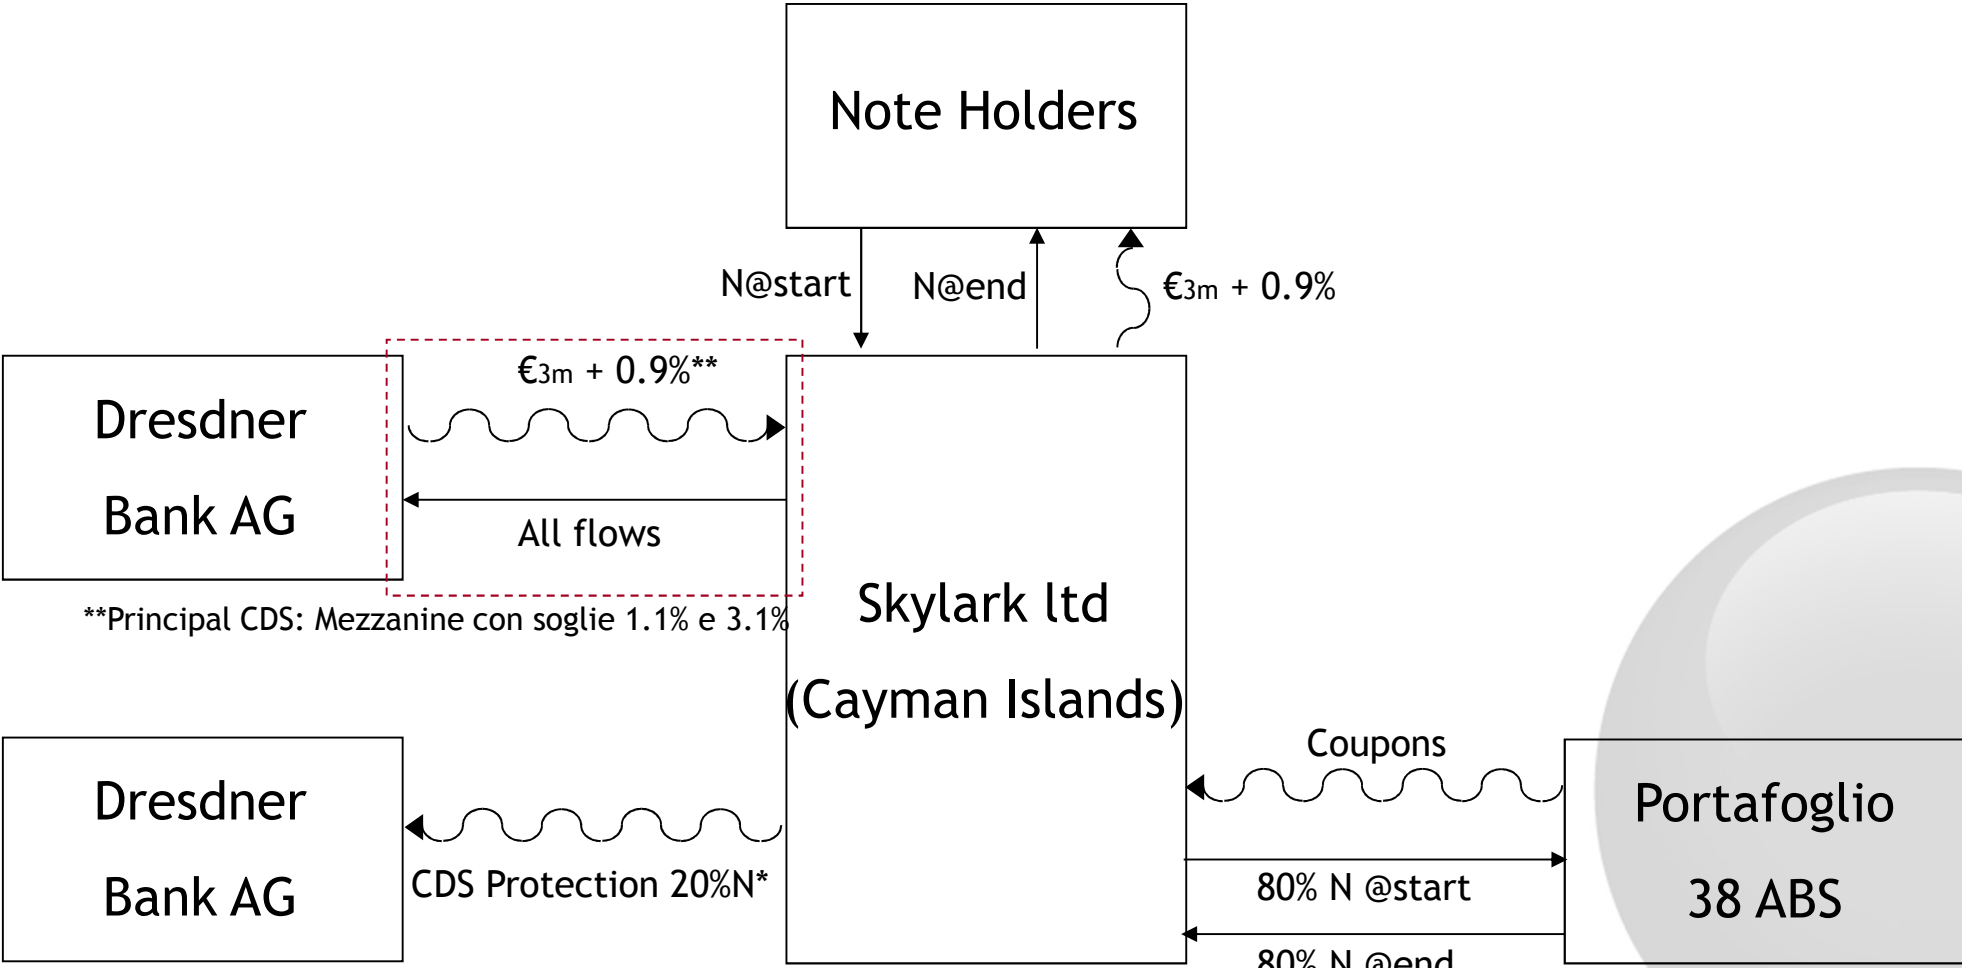 Note Holders
N@start
N@end
€3m + 0.9%
€3m + 0.9%**
Dresdner
Bank AG
All flows
**Principal CDS: Mezzanine con soglie 1.1% e 3.1%
Skylark ltd
(Cayman Islands)
Dresdner
Bank AG
CDS Protection 20%N*
Coupons
80% N @start
80% N @end
Portafoglio
38 ABS